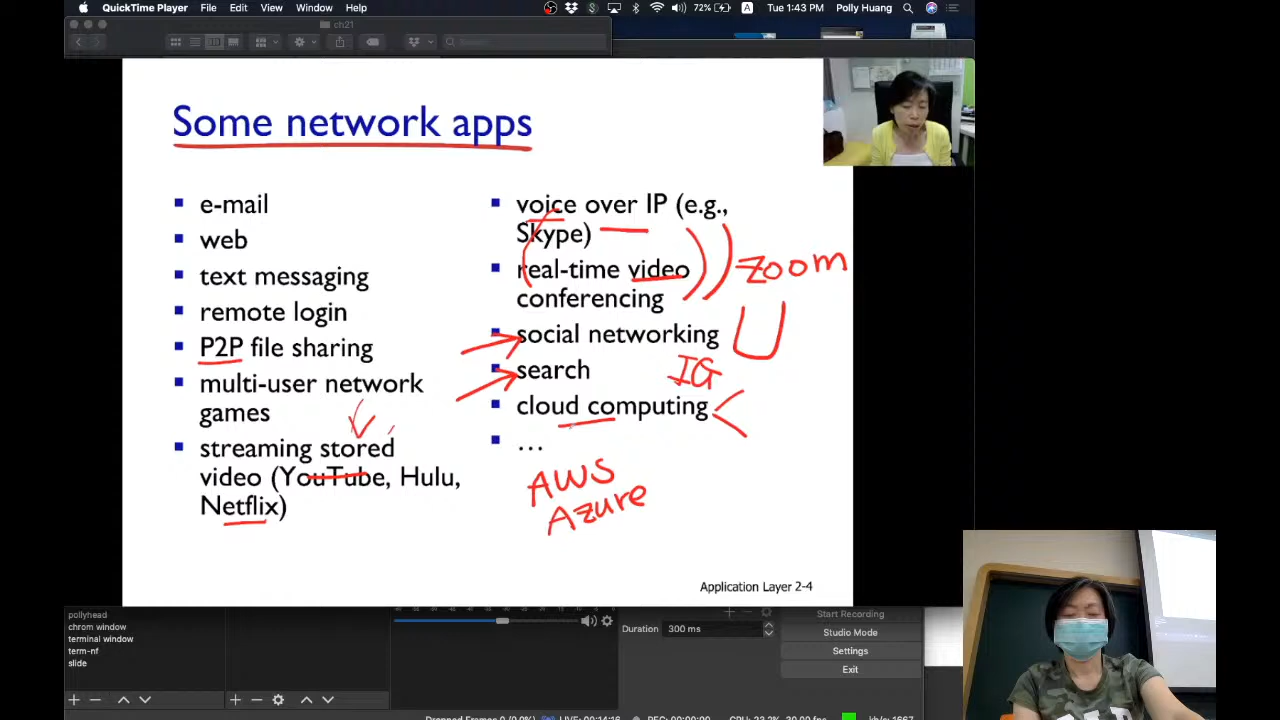 QuickTime Player File Edit View Window Help
72% A Tue 1:43 PM Polly Huang
ch21
Search
Some network apps
e-mail
web
text messaging
remote login
P2P file sharing
multi-user network
games
streaming stored
video (YouTube, Hulu,
Netflix)
voice over IP (e.g.,
Skype)
real-time video
conferencing
zoom
social networking
search
IG
cloud computing
...
AWS
Azure
Application Layer 2-4
pollyhead
chrom window
terminal window
term-nf
slide
Duration 300 ms
Start Recording
Studio Mode
Settings
Exit